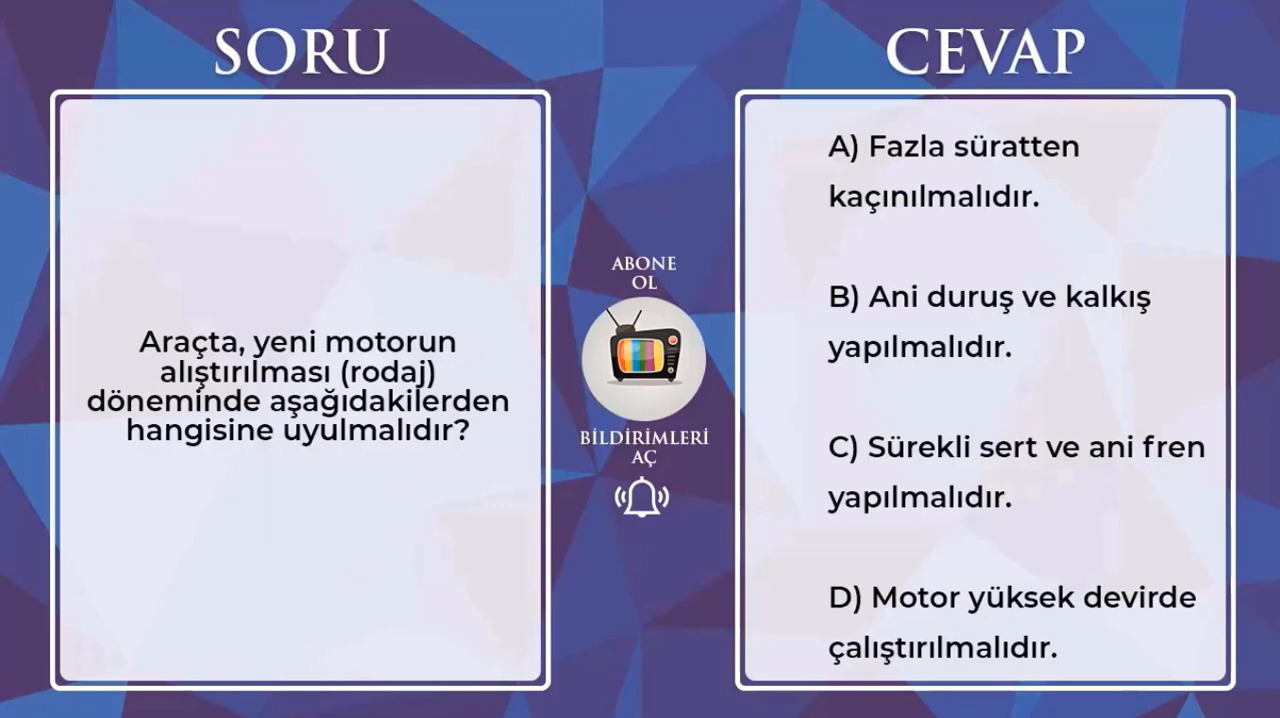 SORU
Araçta, yeni motorun
alıştırılması (rodaj)
döneminde aşağıdakilerden
hangisine uyulmalıdır?
ABONE
OL
BİLDİRİMLERİ
AÇ
CEVAP
A) Fazla süratten
kaçınılmalıdır.
B) Ani duruş ve kalkış
yapılmalıdır.
C) Sürekli sert ve ani fren
yapılmalıdır.
D) Motor yüksek devirde
çalıştırılmalıdır.